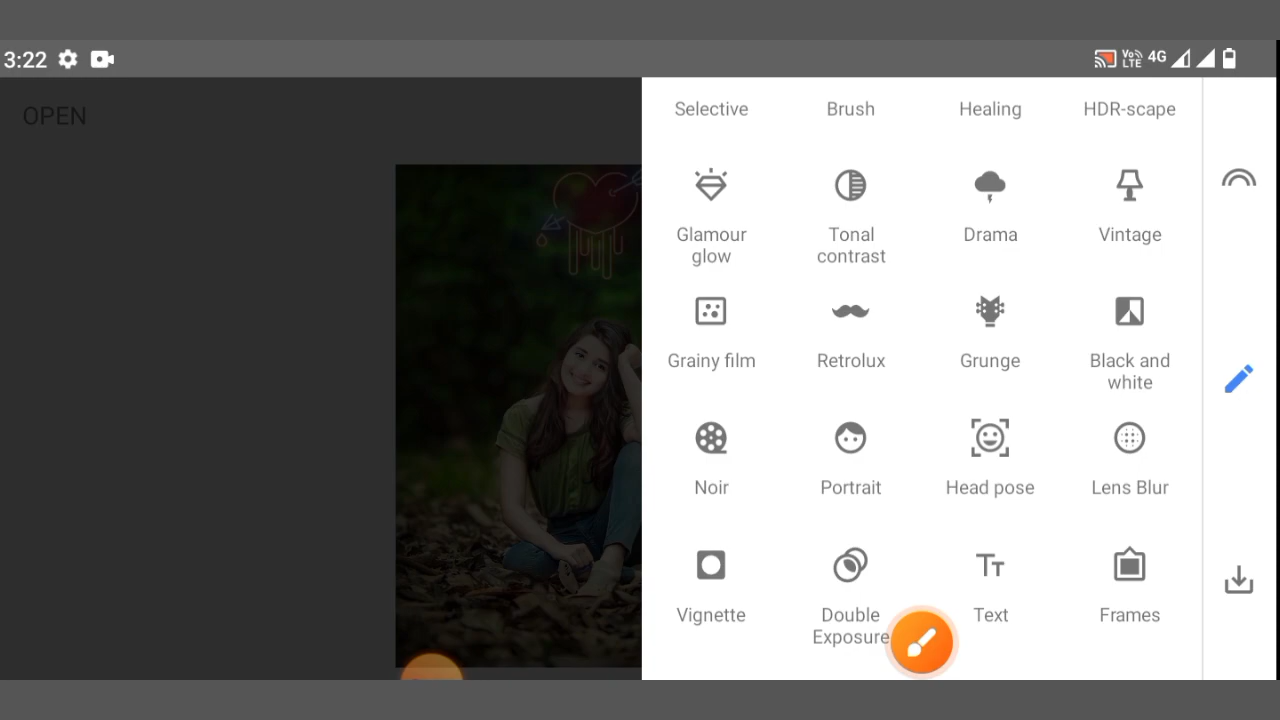 3:22
Vo LTE 4G
OPEN
Selective Brush Healing HDR-scape
Glamour glow
Tonal contrast
Drama
Vintage
Grainy film
Retrolux
Grunge
Black and white
Noir
Portrait
Head pose
Lens Blur
Vignette
Double Exposure
Tт
Text
Frames